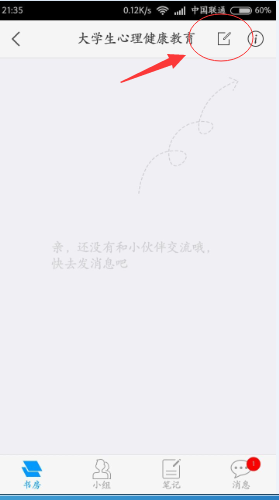 21:35 0.12K/s 中国联通 60%
大学生心理健康教育
亲，还没有和小伙伴交流哦，
快去发消息吧
书房 小组 笔记 消息 1